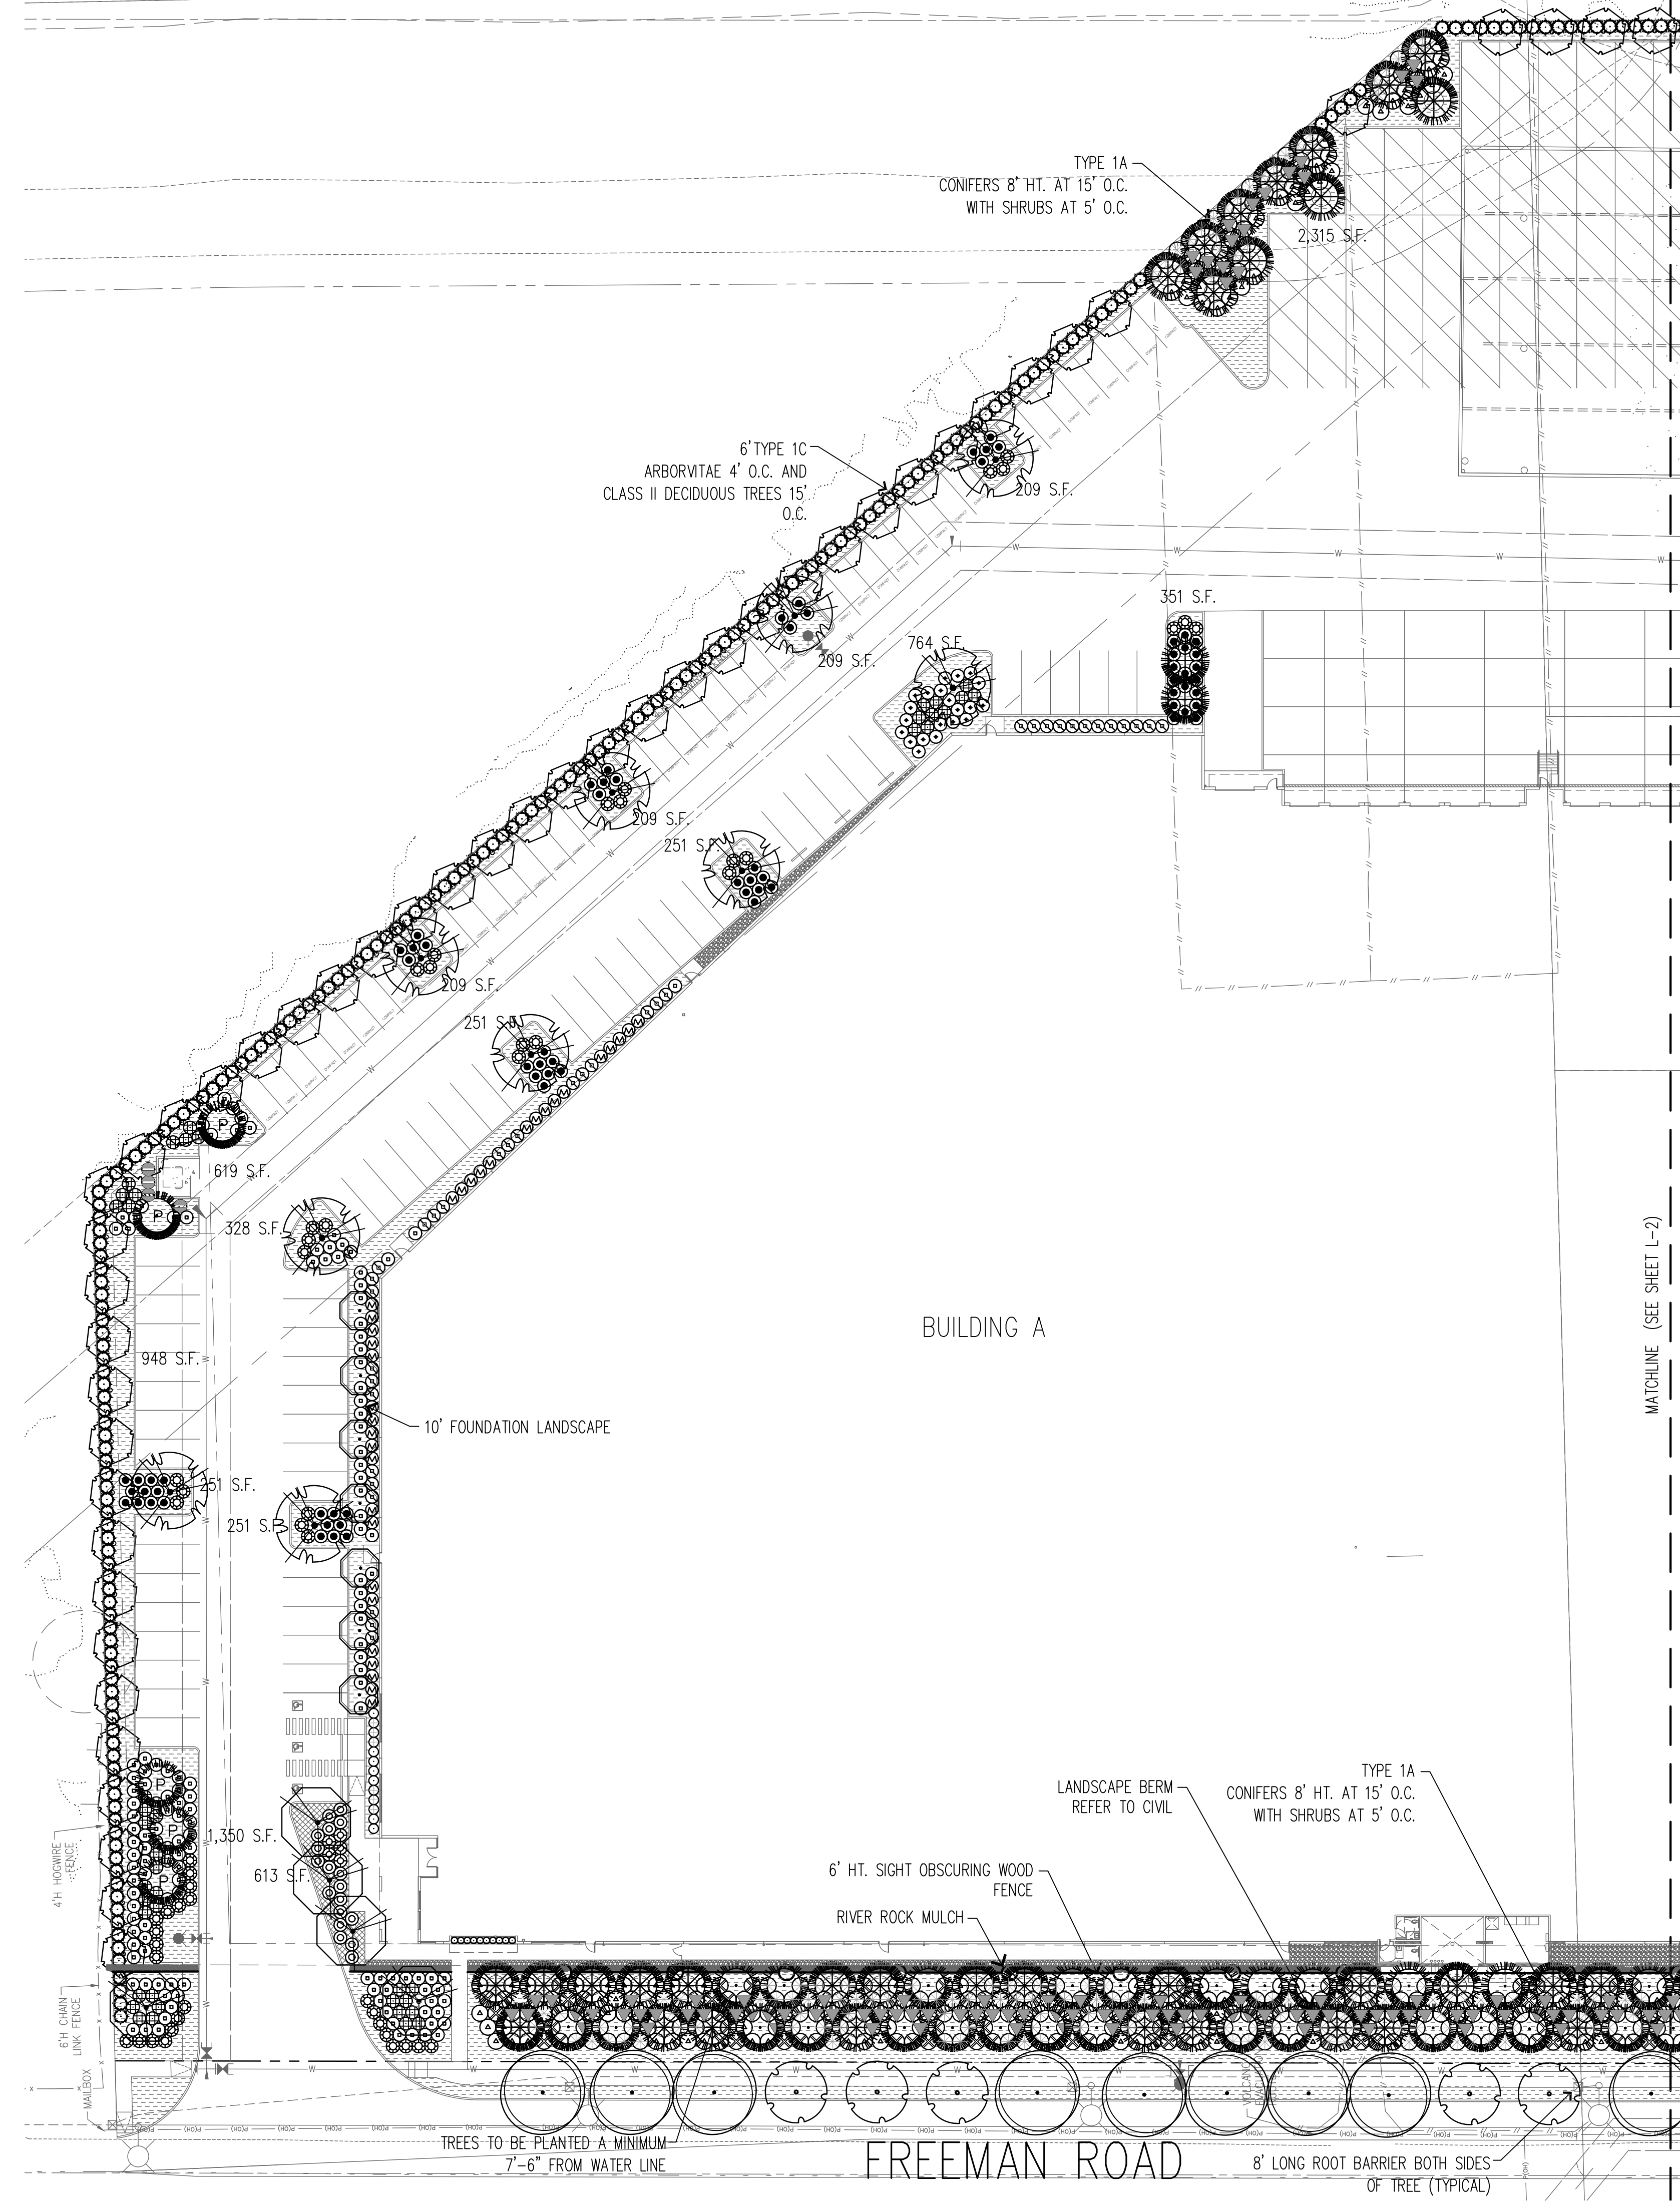 TYPE 1A
CONIFERS 8' HT. AT 15' O.C.
WITH SHRUBS AT 5' O.C.
2,315 S.F.
6' TYPE 1C
ARBORVITAE 4' O.C. AND
CLASS II DECIDUOUS TREES 15'
O.C.
209 S.F.
351 S.F.
764 S.F.
209 S.F.
209 S.F.
251 S.F.
209 S.F.
251 S.F.
619 S.F.
328 S.F.
BUILDING A
MATCHLINE (SEE SHEET L-2)
948 S.F.
10' FOUNDATION LANDSCAPE
251 S.F.
251 S.F.
P
P
P
P
P
1,350 S.F.
613 S.F.
4'H HOGWIRE
FENCE
6'H CHAIN
LINK FENCE
MAILBOX
LANDSCAPE BERM
REFER TO CIVIL
TYPE 1A
CONIFERS 8' HT. AT 15' O.C.
WITH SHRUBS AT 5' O.C.
6' HT. SIGHT OBSCURING WOOD
FENCE
RIVER ROCK MULCH
TREES TO BE PLANTED A MINIMUM
7'-6" FROM WATER LINE
FREEMAN ROAD
8' LONG ROOT BARRIER BOTH SIDES
OF TREE (TYPICAL)